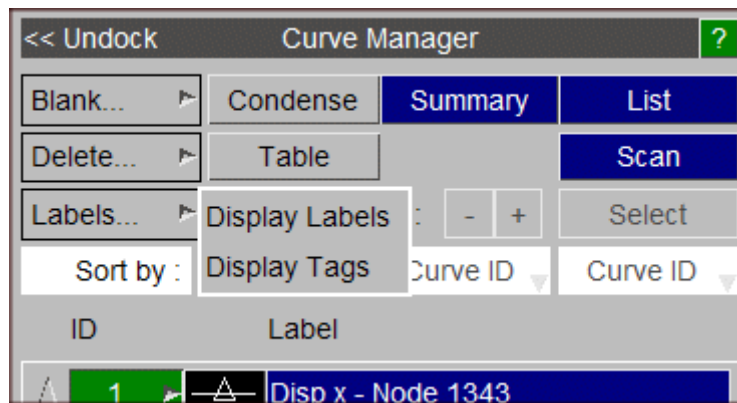 << Undock Curve Manager ?
Blank... Condense Summary List
Delete... Table Scan
Labels... Display Labels : - + Select
Sort by : Display Tags Curve ID Curve ID
ID Label
1 Disp x - Node 1343